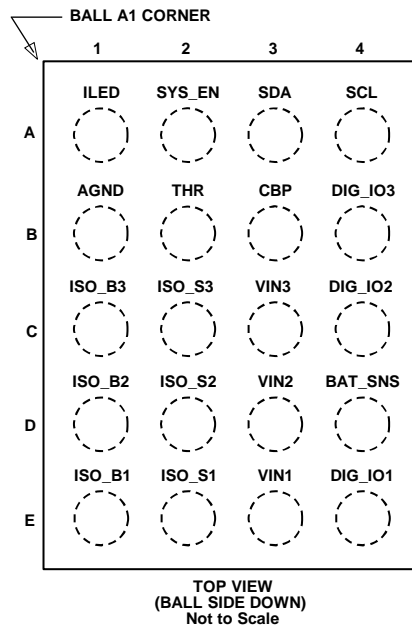 BALL A1 CORNER
1 2 3 4
ILED SYS_EN SDA SCL
A
AGND THR CBP DIG_IO3
B
ISO_B3 ISO_S3 VIN3 DIG_IO2
C
ISO_B2 ISO_S2 VIN2 BAT_SNS
D
ISO_B1 ISO_S1 VIN1 DIG_IO1
E
TOP VIEW
(BALL SIDE DOWN)
Not to Scale